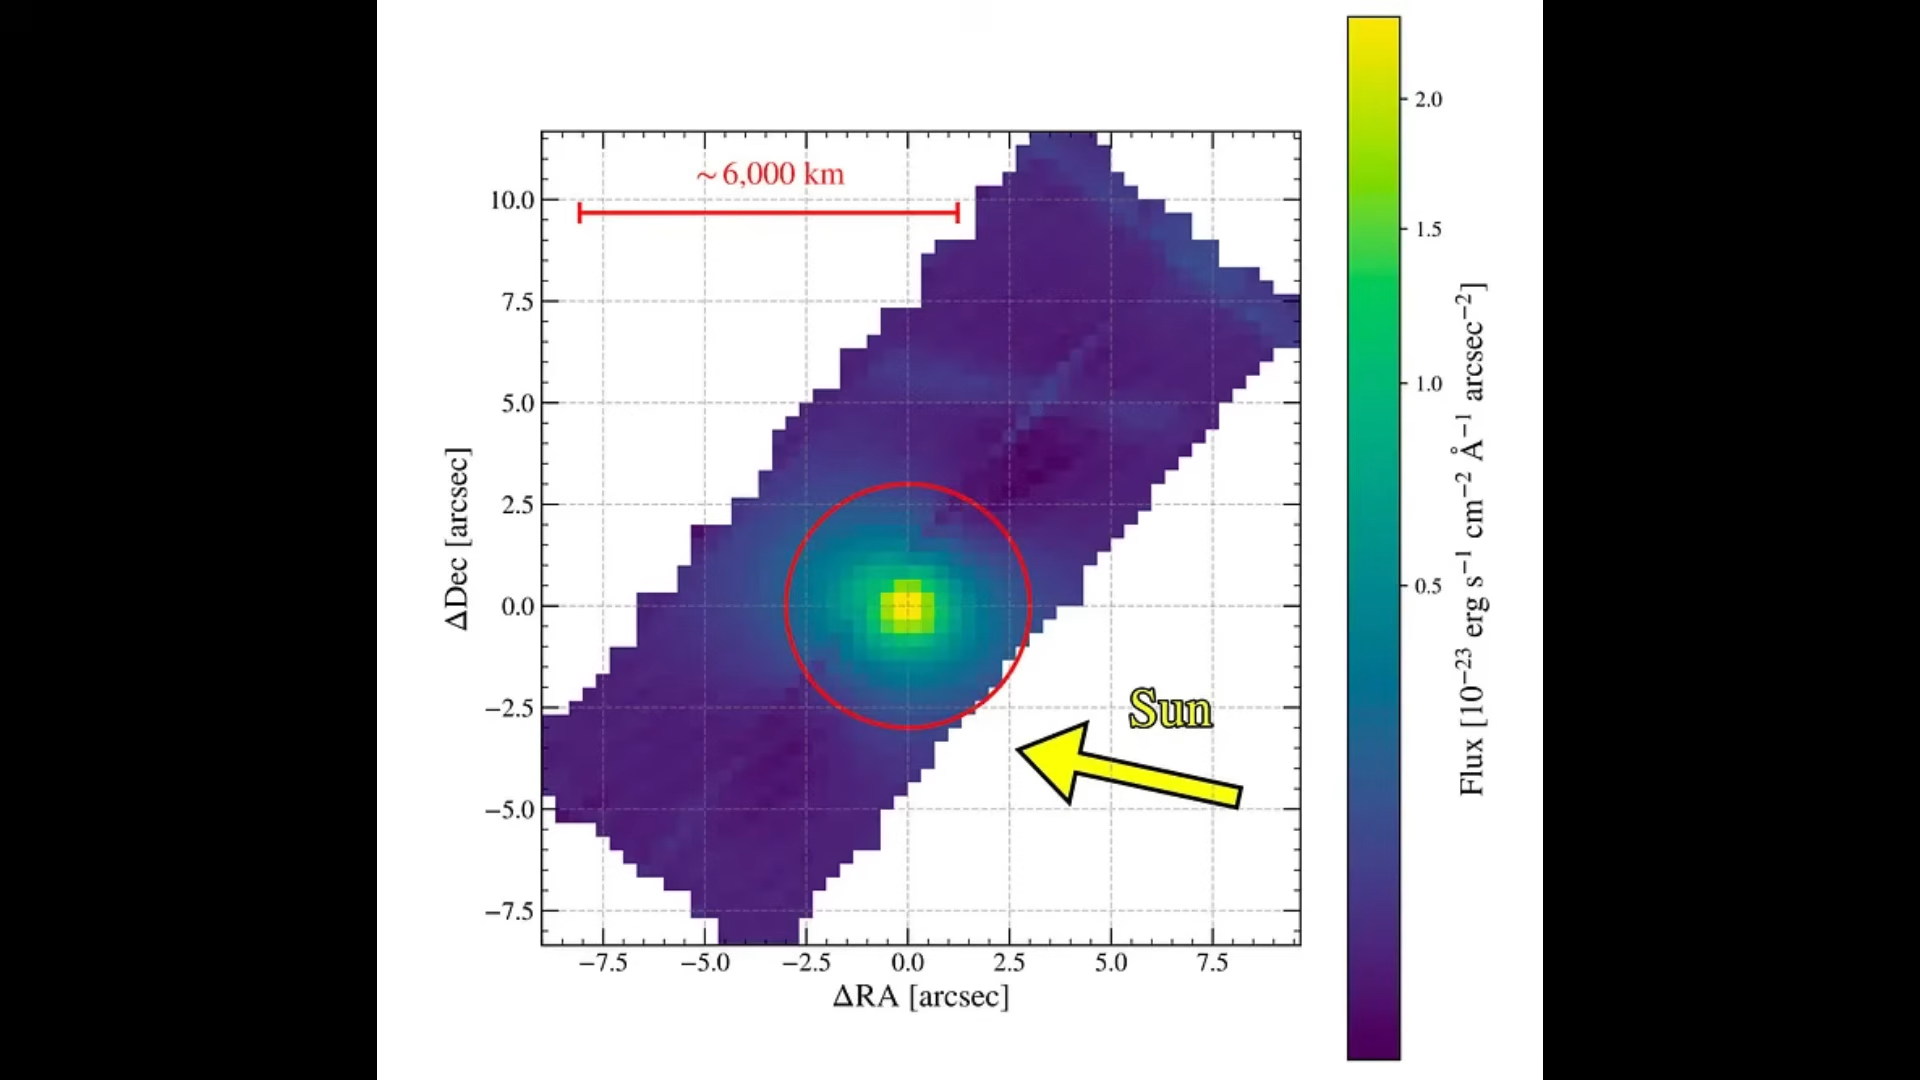 ~6,000 km
10.0
7.5
5.0
2.5
0.0
−2.5
−5.0
−7.5
ΔDec [arcsec]
−7.5 −5.0 −2.5 0.0 2.5 5.0 7.5
ΔRA [arcsec]
Sun
2.0
1.5
1.0
0.5
Flux [10⁻²³ erg s⁻¹ cm⁻² Å⁻¹ arcsec⁻²]